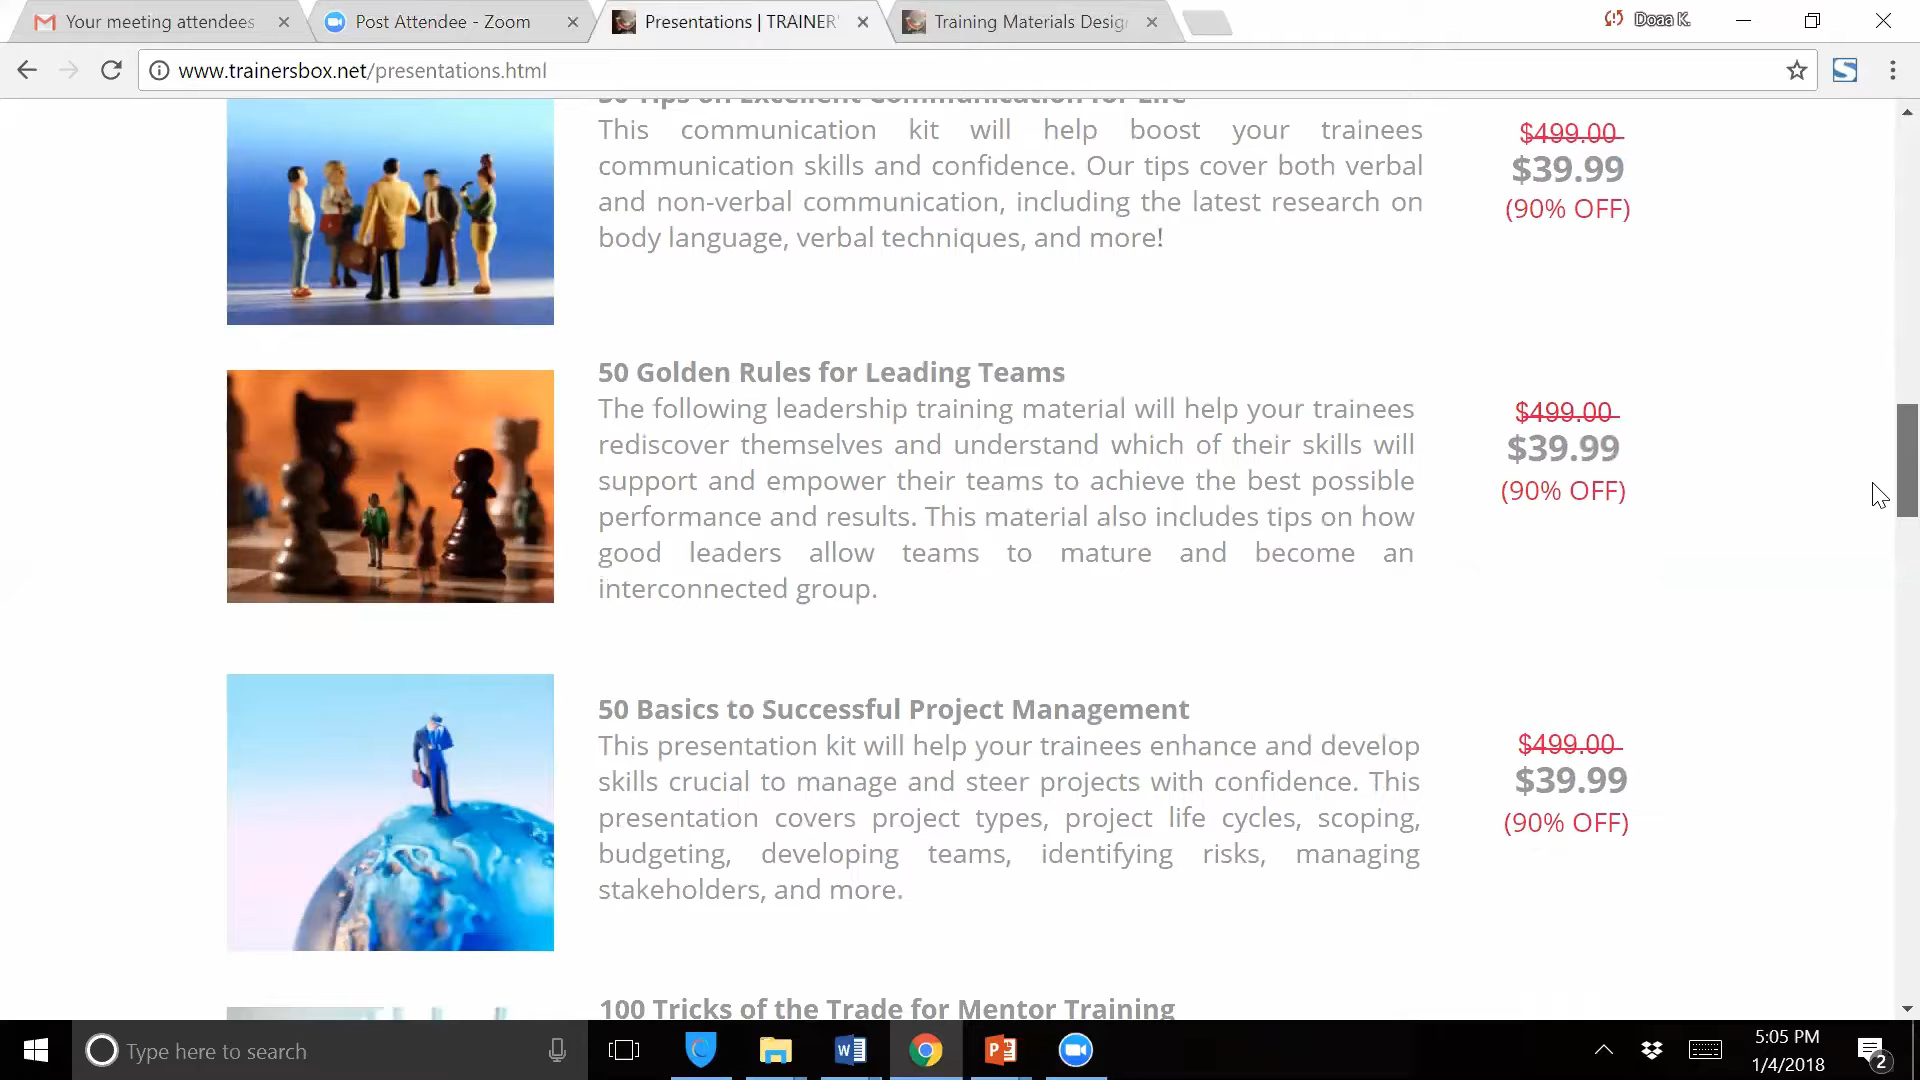 Your meeting attendees
Post Attendee - Zoom
Presentations | TRAINER'
Training Materials Desig
Doaa K.
www.trainersbox.net/presentations.html
50 Tips on Excellent Communication for Life
This communication kit will help boost your trainees
communication skills and confidence. Our tips cover both verbal
and non-verbal communication, including the latest research on
body language, verbal techniques, and more!
$499.00
$39.99
(90% OFF)
50 Golden Rules for Leading Teams
The following leadership training material will help your trainees
rediscover themselves and understand which of their skills will
support and empower their teams to achieve the best possible
performance and results. This material also includes tips on how
good leaders allow teams to mature and become an
interconnected group.
$499.00
$39.99
(90% OFF)
50 Basics to Successful Project Management
This presentation kit will help your trainees enhance and develop
skills crucial to manage and steer projects with confidence. This
presentation covers project types, project life cycles, scoping,
budgeting, developing teams, identifying risks, managing
stakeholders, and more.
$499.00
$39.99
(90% OFF)
100 Tricks of the Trade for Mentor Training
Type here to search
5:05 PM
1/4/2018
2